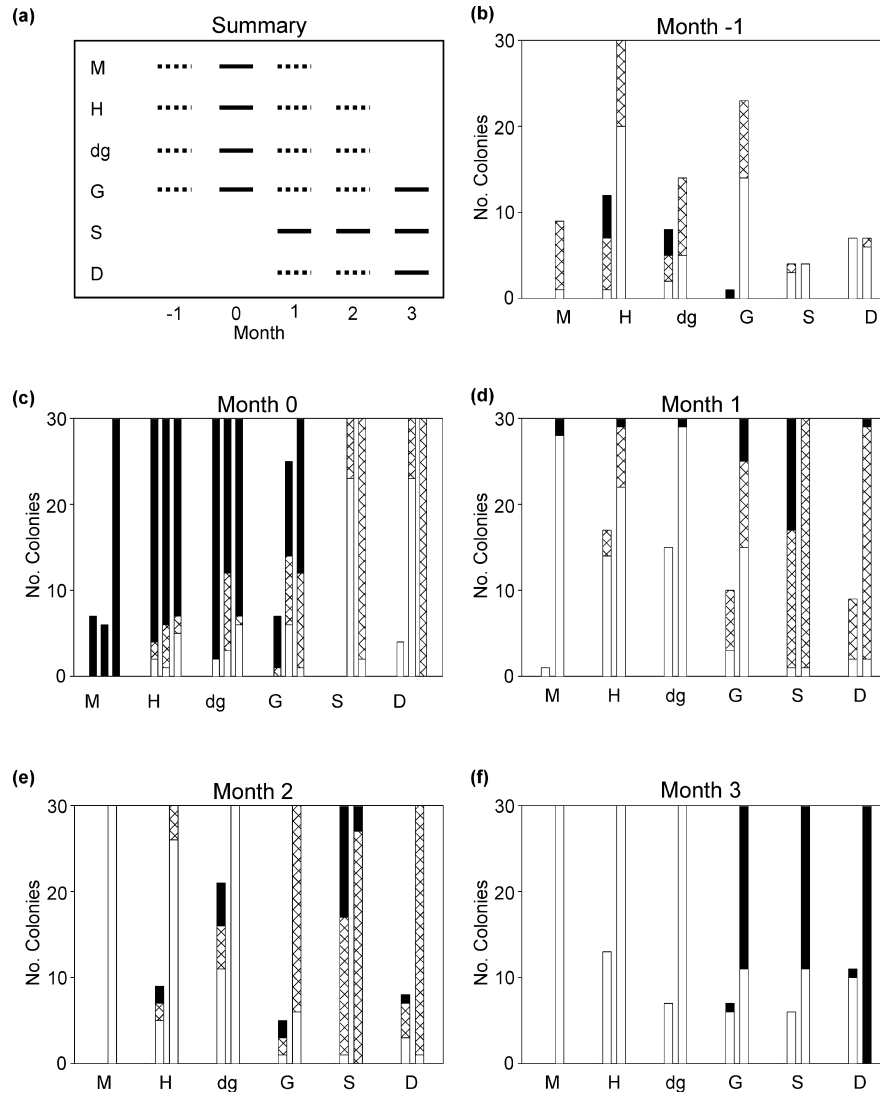 (a)
Summary
M
H
dg
G
S
D
-1 0 1 2 3
Month
(b)
Month -1
No. Colonies
30
20
10
0
M H dg G S D
(c)
Month 0
No. Colonies
30
20
10
0
M H dg G S D
(d)
Month 1
No. Colonies
30
20
10
0
M H dg G S D
(e)
Month 2
No. Colonies
30
20
10
0
M H dg G S D
(f)
Month 3
No. Colonies
30
20
10
0
M H dg G S D